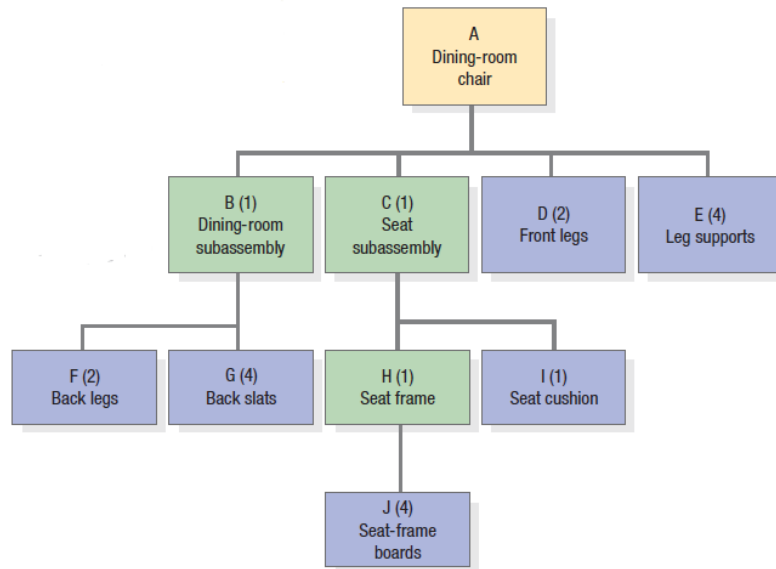 A
Dining-room
chair
B (1)
Dining-room
subassembly
C (1)
Seat
subassembly
D (2)
Front legs
E (4)
Leg supports
F (2)
Back legs
G (4)
Back slats
H (1)
Seat frame
I (1)
Seat cushion
J (4)
Seat-frame
boards